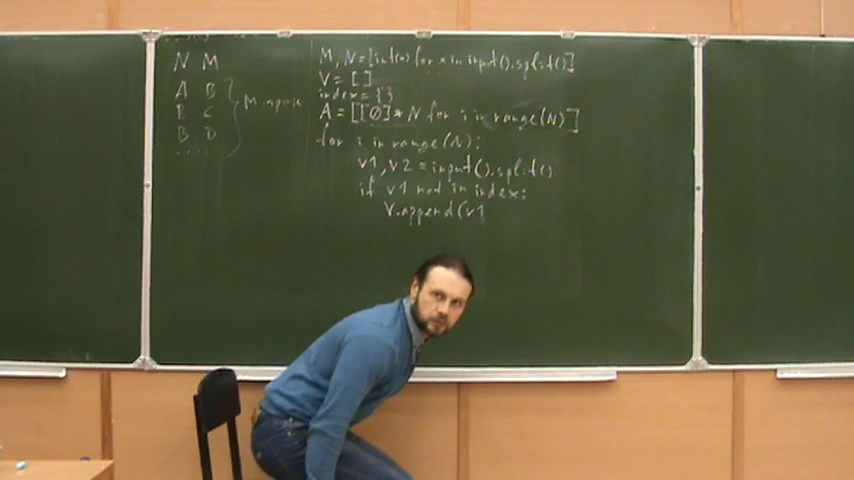 N M
A B
B C
B D
....
M, N = [int(x) for x in input().split()]
V = []
index = {}
A = [[0]*N for i in range(N)]
for i in range(N):
v1, v2 = input().split()
if v1 not in index:
V.append(v1